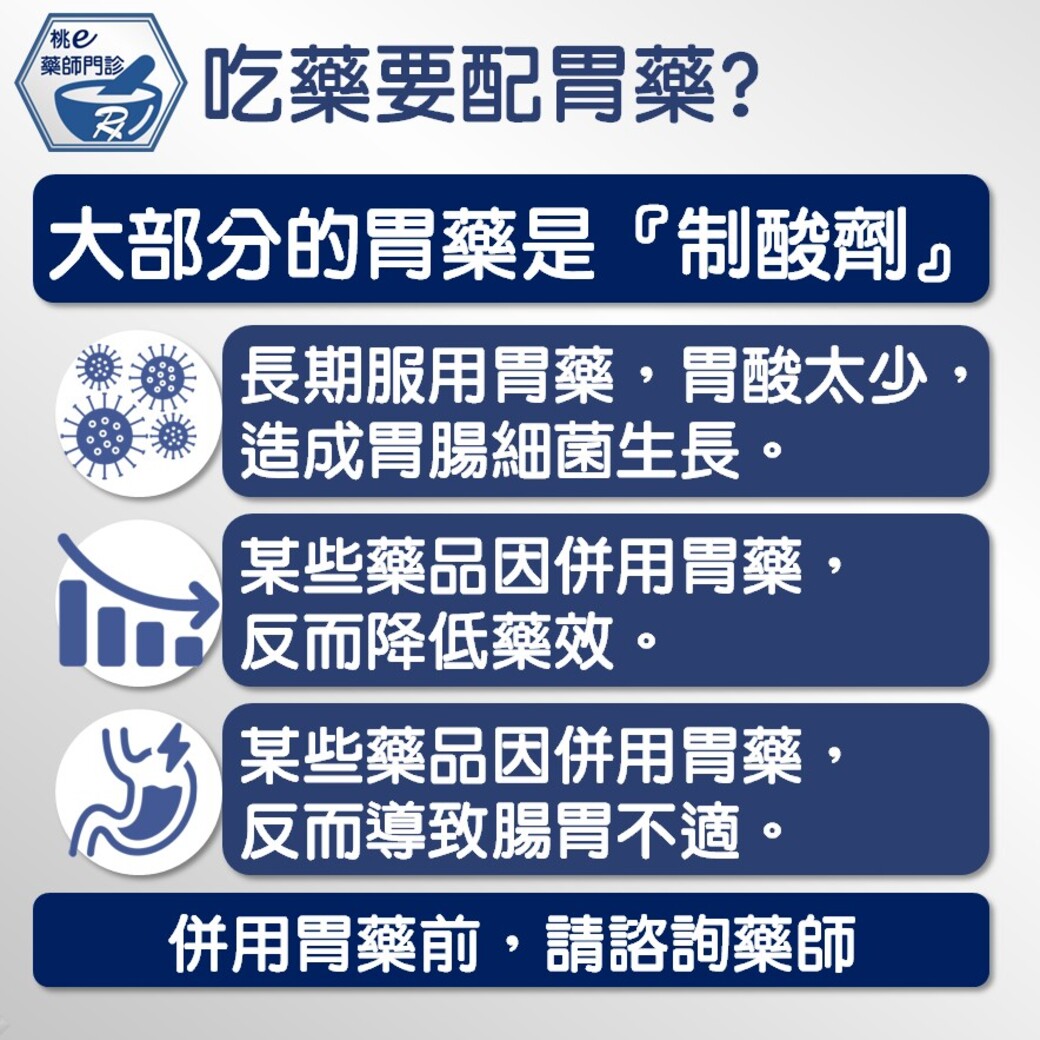 桃e
藥師門診
Rx
吃藥要配胃藥?
大部分的胃藥是『制酸劑』
長期服用胃藥，胃酸太少，
造成胃腸細菌生長。
某些藥品因併用胃藥，
反而降低藥效。
某些藥品因併用胃藥，
反而導致腸胃不適。
併用胃藥前，請諮詢藥師